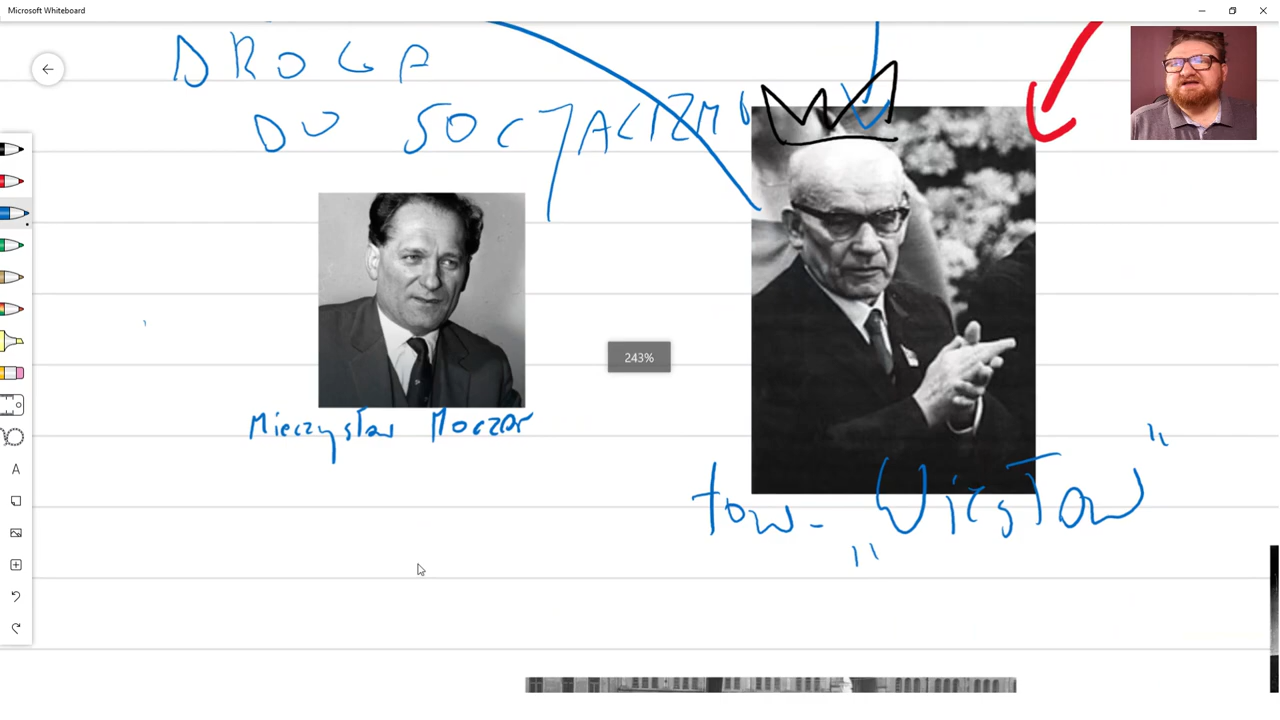 Microsoft Whiteboard
DROGA
DO SOCJALIZMU
243%
Mieczysław Moczar
tow. „Wiesław"
A